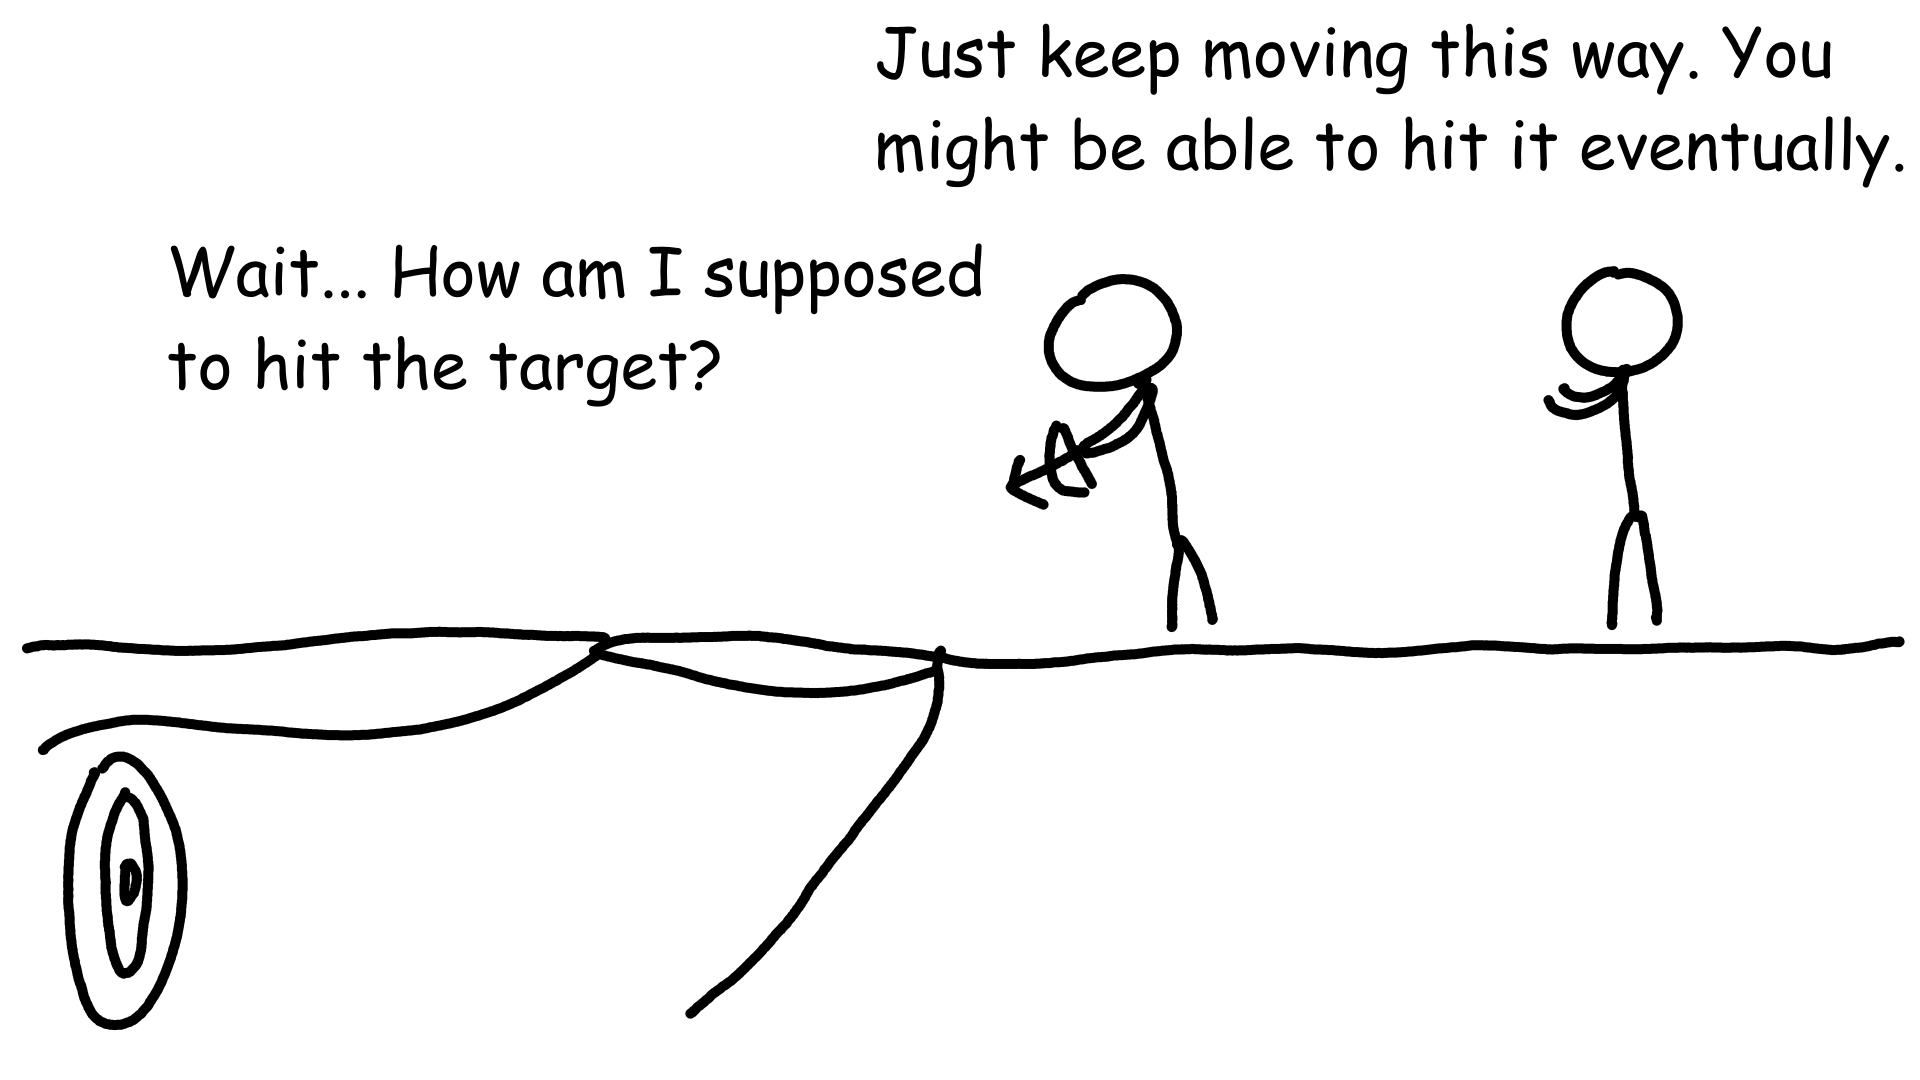 Just keep moving this way. You
might be able to hit it eventually.
Wait... How am I supposed
to hit the target?